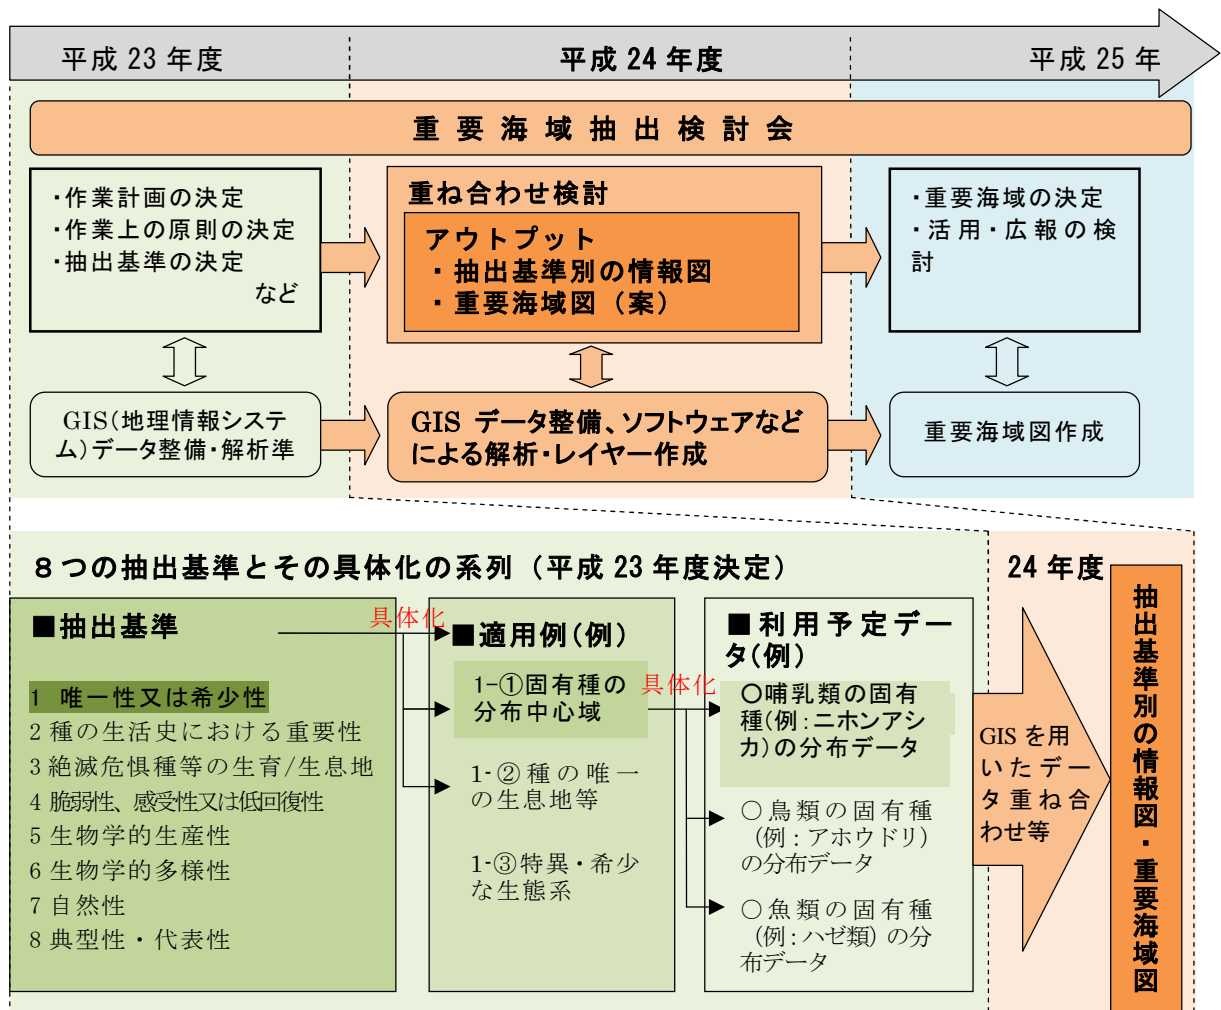 平成 23 年度
平成 24 年度
平成 25 年
重要海域抽出検討会
・作業計画の決定
・作業上の原則の決定
・抽出基準の決定
など
重ね合わせ検討
アウトプット
・抽出基準別の情報図
・重要海域図（案）
・重要海域の決定
・活用・広報の検
討
GIS(地理情報システ
ム)データ整備・解析準
GIS データ整備、ソフトウェアなど
による解析・レイヤー作成
重要海域図作成
８つの抽出基準とその具体化の系列（平成 23 年度決定）
24 年度
■抽出基準
具体化
1 唯一性又は希少性
2 種の生活史における重要性
3 絶滅危惧種等の生育/生息地
4 脆弱性、感受性又は低回復性
5 生物学的生産性
6 生物学的多様性
7 自然性
8 典型性・代表性
■適用例(例)
1-①固有種の
分布中心域
具体化
1-②種の唯一
の生息地等
1-③特異・希少
な生態系
■利用予定デー
タ(例)
○哺乳類の固有
種(例：ニホンアシ
カ)の分布データ
○鳥類の固有種
(例：アホウドリ)
の分布データ
○魚類の固有種
(例：ハゼ類) の分
布データ
GIS を用
いたデー
タ重ね合
わせ等
抽出基準別の情報図・重要海域図